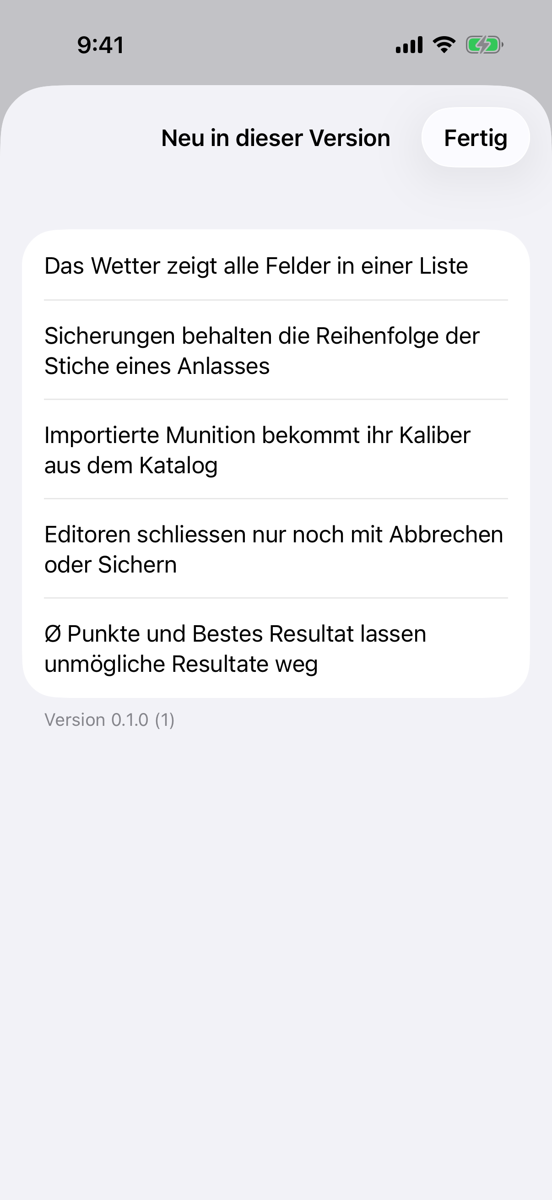 9:41
Neu in dieser Version
Fertig
Das Wetter zeigt alle Felder in einer Liste
Sicherungen behalten die Reihenfolge der
Stiche eines Anlasses
Importierte Munition bekommt ihr Kaliber
aus dem Katalog
Editoren schliessen nur noch mit Abbrechen
oder Sichern
Ø Punkte und Bestes Resultat lassen
unmögliche Resultate weg
Version 0.1.0 (1)